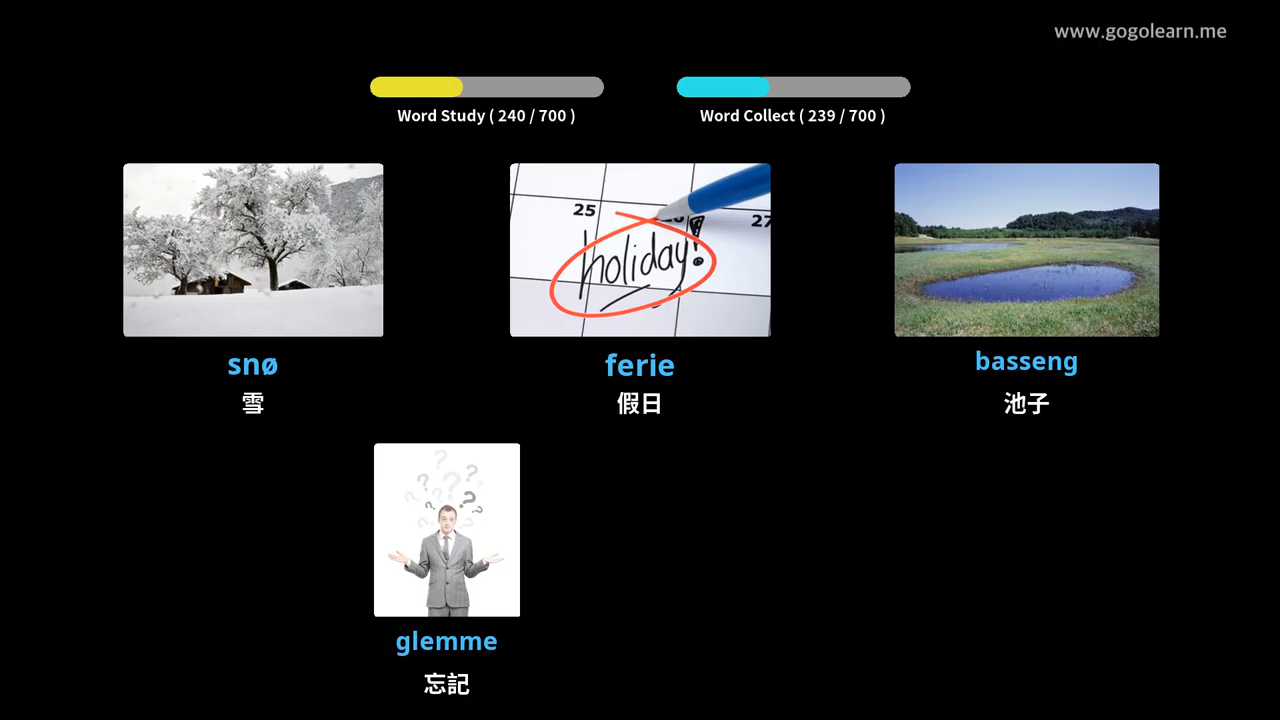 www.gogolearn.me
Word Study ( 240 / 700 )
Word Collect ( 239 / 700 )
25
27
holiday!
snø
ferie
basseng
雪
假日
池子
glemme
忘記